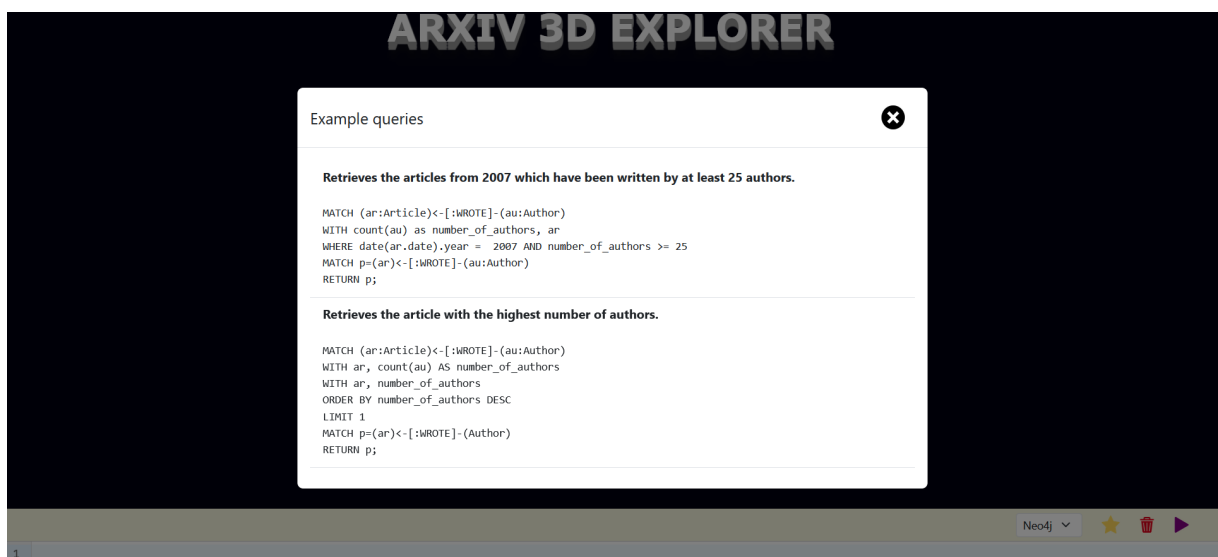 ARXIV 3D EXPLORER
Example queries
Retrieves the articles from 2007 which have been written by at least 25 authors.
MATCH (ar:Article)<-[:WROTE]-(au:Author)
WITH count(au) as number_of_authors, ar
WHERE date(ar.date).year =  2007 AND number_of_authors >= 25
MATCH p=(ar)<-[:WROTE]-(au:Author)
RETURN p;
Retrieves the article with the highest number of authors.
MATCH (ar:Article)<-[:WROTE]-(au:Author)
WITH ar, count(au) AS number_of_authors
WITH ar, number_of_authors
ORDER BY number_of_authors DESC
LIMIT 1
MATCH p=(ar)<-[:WROTE]-(Author)
RETURN p;
Neo4j
1